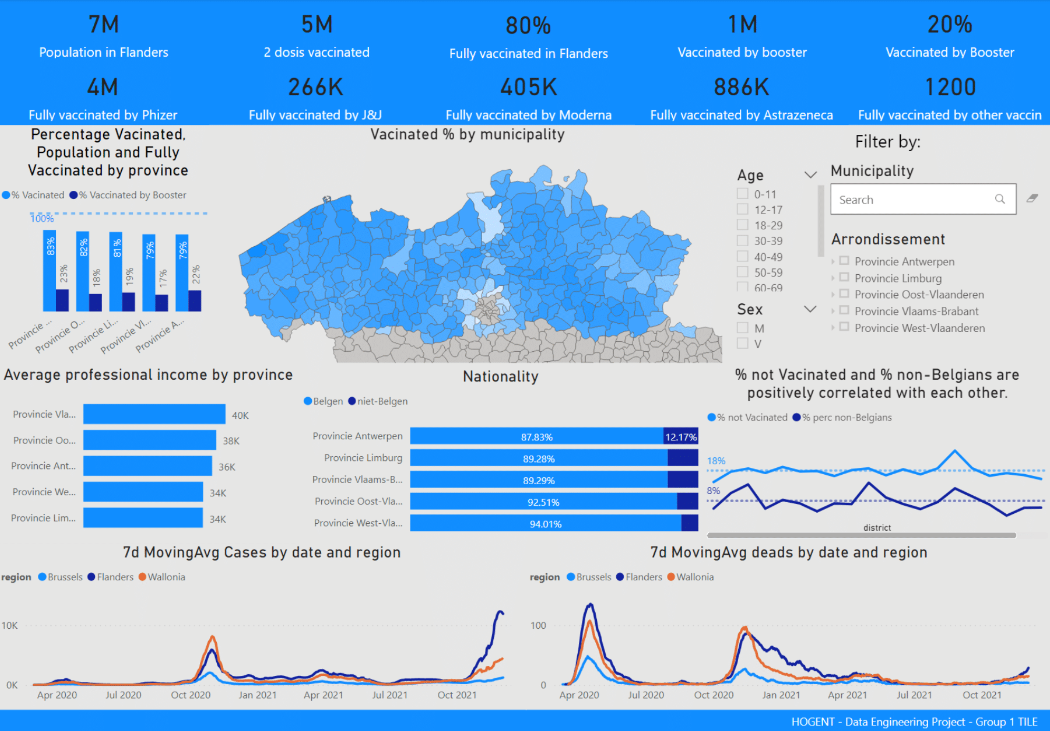 7M
Population in Flanders
5M
2 dosis vaccinated
80%
Fully vaccinated in Flanders
1M
Vaccinated by booster
20%
Vaccinated by Booster
4M
Fully vaccinated by Phizer
266K
Fully vaccinated by J&J
405K
Fully vaccinated by Moderna
886K
Fully vaccinated by Astrazeneca
1200
Fully vaccinated by other vaccin
Percentage Vacinated,
Population and Fully
Vaccinated by province
% Vacinated % Vaccinated by Booster
100%
83% 23% 82% 18% 81% 19% 79% 17% 79% 22%
Provincie ... Provincie O... Provincie Li... Provincie Vl... Provincie A...
Vacinated % by municipality
Filter by:
Age
0-11
12-17
18-29
30-39
40-49
50-59
60-69
Sex
M
V
Municipality
Search
Arrondissement
Provincie Antwerpen
Provincie Limburg
Provincie Oost-Vlaanderen
Provincie Vlaams-Brabant
Provincie West-Vlaanderen
Average professional income by province
Provincie Vla... 40K
Provincie Oo... 38K
Provincie Ant... 36K
Provincie We... 34K
Provincie Lim... 34K
Nationality
Belgen niet-Belgen
Provincie Antwerpen 87.83% 12.17%
Provincie Limburg 89.28%
Provincie Vlaams-B... 89.29%
Provincie Oost-Vla... 92.51%
Provincie West-Vla... 94.01%
% not Vacinated and % non-Belgians are
positively correlated with each other.
% not Vacinated % perc non-Belgians
18%
8%
district
7d MovingAvg Cases by date and region
region Brussels Flanders Wallonia
10K
0K
Apr 2020 Jul 2020 Oct 2020 Jan 2021 Apr 2021 Jul 2021 Oct 2021
7d MovingAvg deads by date and region
region Brussels Flanders Wallonia
100
0
Apr 2020 Jul 2020 Oct 2020 Jan 2021 Apr 2021 Jul 2021 Oct 2021
HOGENT - Data Engineering Project - Group 1 TILE